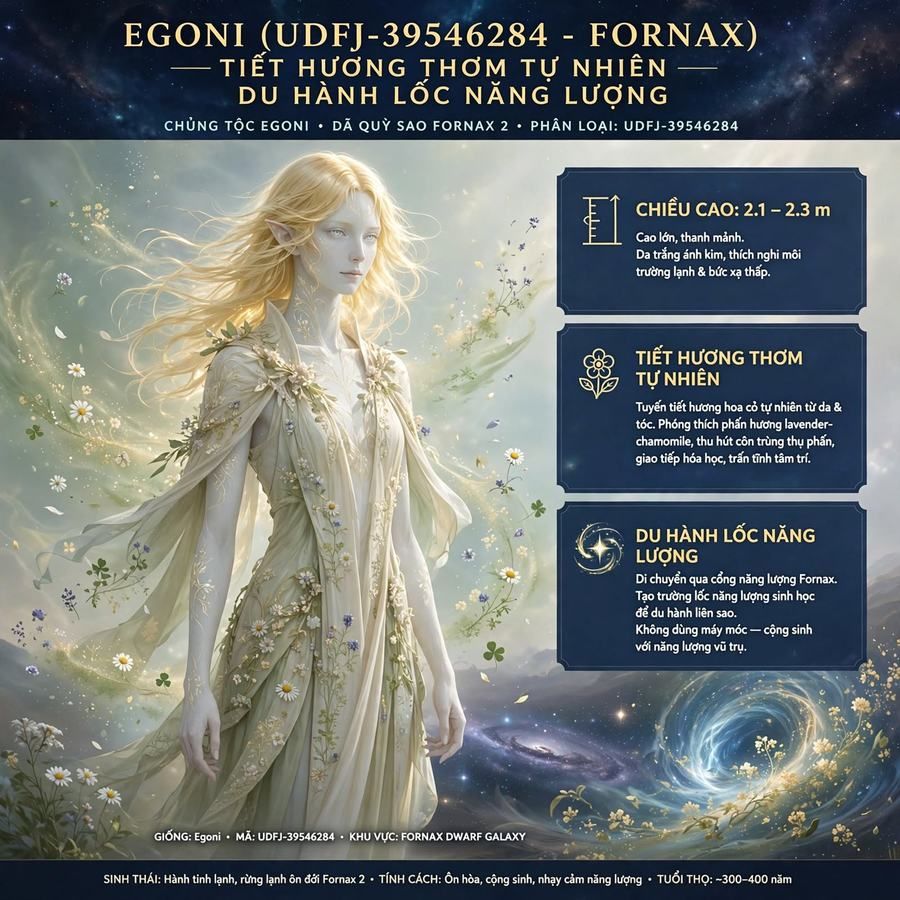 EGONI (UDFJ-39546284 - FORNAX)
TIẾT HƯƠNG THƠM TỰ NHIÊN
DU HÀNH LỐC NĂNG LƯỢNG
CHỦNG TỘC EGONI • DÃ QUỲ SAO FORNAX 2 • PHÂN LOẠI: UDFJ-39546284
CHIỀU CAO: 2.1 – 2.3 m
Cao lớn, thanh mảnh.
Da trắng ánh kim, thích nghi môi
trường lạnh & bức xạ thấp.
TIẾT HƯƠNG THƠM
TỰ NHIÊN
Tuyến tiết hương hoa cỏ tự nhiên từ da &
tóc. Phóng thích phấn hương lavender-
chamomile, thu hút côn trùng thụ phấn,
giao tiếp hóa học, trấn tĩnh tâm trí.
DU HÀNH LỐC NĂNG
LƯỢNG
Di chuyển qua cổng năng lượng Fornax.
Tạo trường lốc năng lượng sinh học
để du hành liên sao.
Không dùng máy móc — cộng sinh
với năng lượng vũ trụ.
GIỐNG: Egoni • MÃ: UDFJ-39546284 • KHU VỰC: FORNAX DWARF GALAXY
SINH THÁI: Hành tinh lạnh, rừng lạnh ôn đới Fornax 2 • TÍNH CÁCH: Ôn hòa, cộng sinh, nhạy cảm năng lượng • TUỔI THỌ: ~300–400 năm